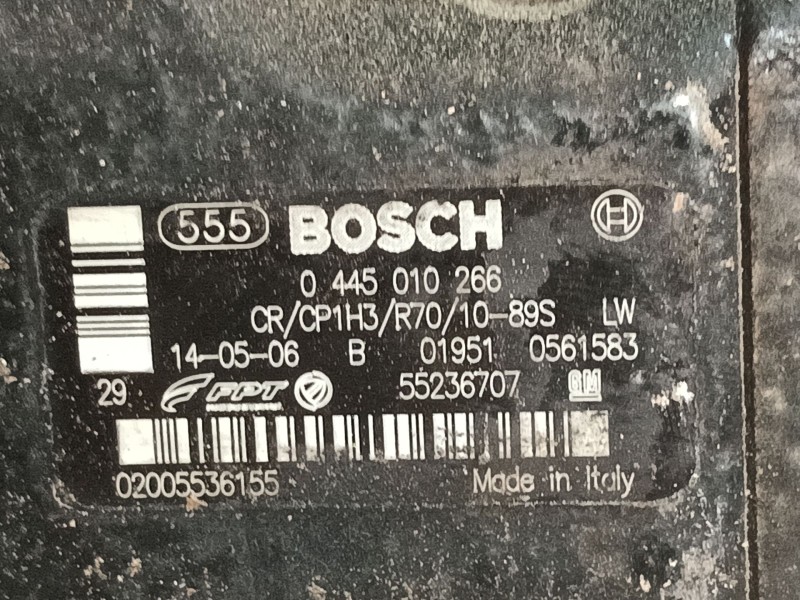 555 BOSCH
0 445 010 266
CR/CP1H3/R70/10-89S LW
14-05-06 B 01951 0561583
29 FPT 55236707 GM
02005536155 Made in Italy